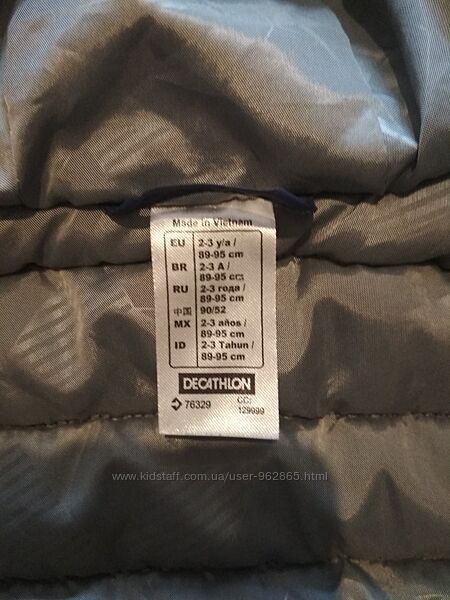 Made in Vietnam
EU 2-3 y/a /
89-95 cm
BR 2-3 A /
89-95 cm
RU 2-3 года /
89-95 cm
中国 90/52
MX 2-3 años /
89-95 cm
ID 2-3 Tahun /
89-95 cm
DECATHLON
76329 CC:
129999
www.kidstaff.com.ua/user-962865.html